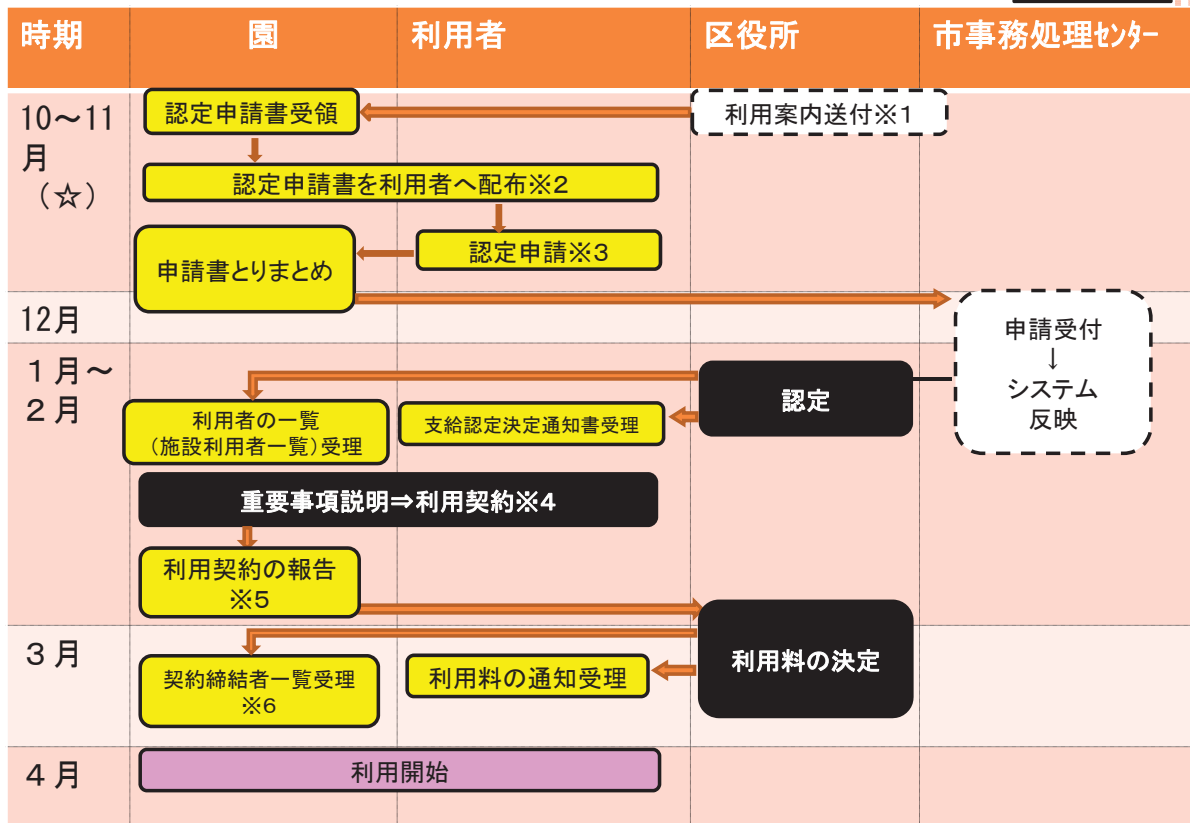 時期 園 利用者 区役所 市事務処理センター
10～11
月
（☆）
認定申請書受領
利用案内送付※1
認定申請書を利用者へ配布※2
認定申請※3
申請書とりまとめ
12月
申請受付
↓
システム
反映
１月～
２月
認定
利用者の一覧
(施設利用者一覧)受理
支給認定決定通知書受理
重要事項説明⇒利用契約※4
利用契約の報告
※5
３月
利用料の決定
契約締結者一覧受理
※6
利用料の通知受理
４月
利用開始